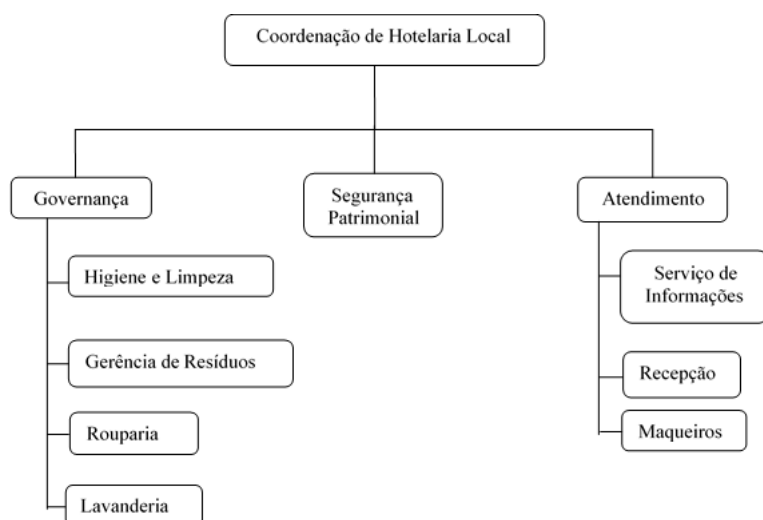 Coordenação de Hotelaria Local
Governança
Segurança
Patrimonial
Atendimento
Higiene e Limpeza
Gerência de Resíduos
Rouparia
Lavanderia
Serviço de
Informações
Recepção
Maqueiros